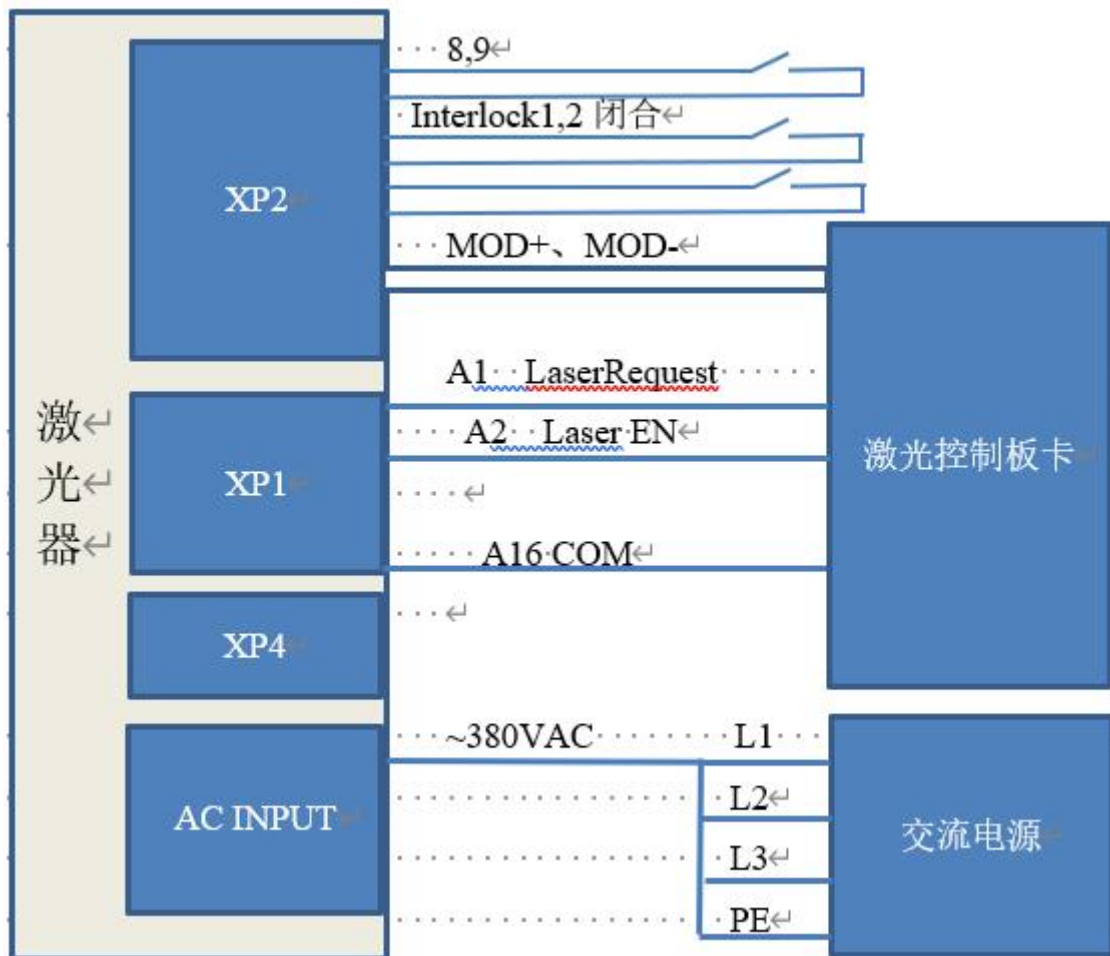 8,9
Interlock1,2 闭合
XP2
MOD+、MOD-
A1 LaserRequest
A2 Laser EN
激
光
器
XP1
激光控制板卡
A16 COM
XP4
~380VAC L1
AC INPUT
L2
L3
交流电源
PE